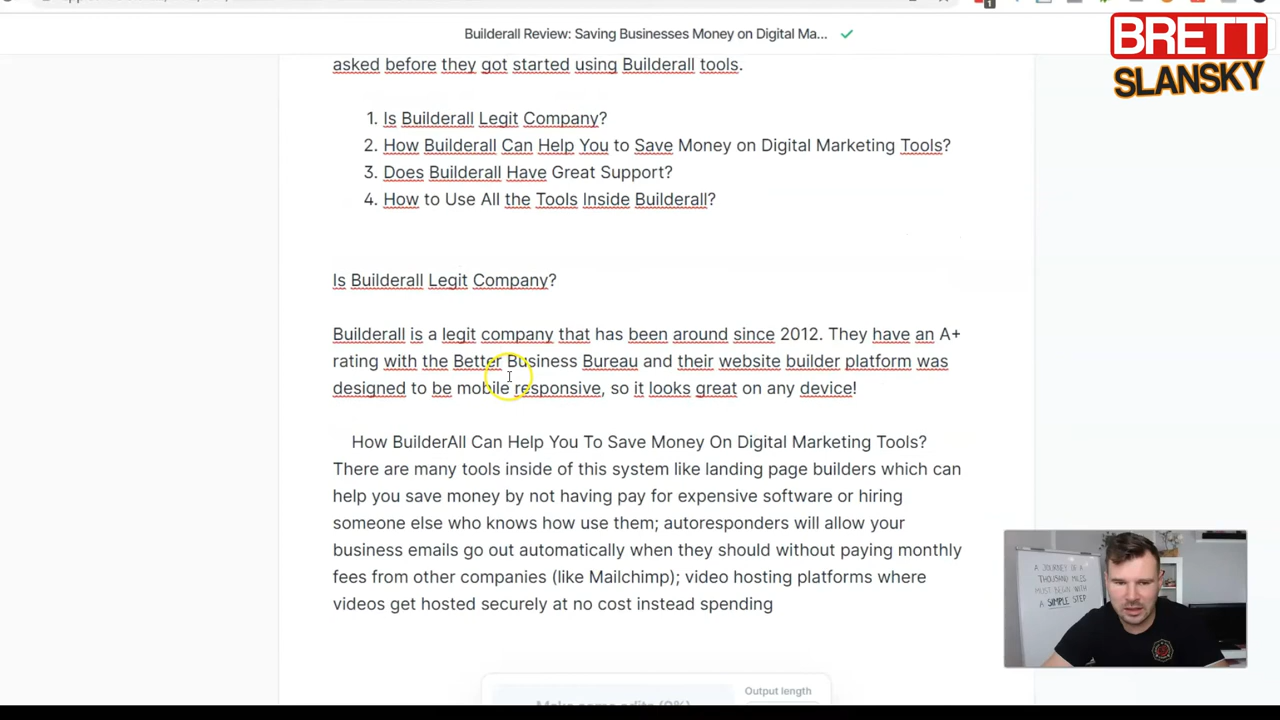 Builderall Review: Saving Businesses Money on Digital Ma...
BRETT
SLANSKY
asked before they got started using Builderall tools.
1. Is Builderall Legit Company?
2. How Builderall Can Help You to Save Money on Digital Marketing Tools?
3. Does Builderall Have Great Support?
4. How to Use All the Tools Inside Builderall?
Is Builderall Legit Company?
Builderall is a legit company that has been around since 2012. They have an A+
rating with the Better Business Bureau and their website builder platform was
designed to be mobile responsive, so it looks great on any device!
How BuilderAll Can Help You To Save Money On Digital Marketing Tools?
There are many tools inside of this system like landing page builders which can
help you save money by not having pay for expensive software or hiring
someone else who knows how use them; autoresponders will allow your
business emails go out automatically when they should without paying monthly
fees from other companies (like Mailchimp); video hosting platforms where
videos get hosted securely at no cost instead spending
A JOURNEY OF A
THOUSAND MILES
MUST BEGIN WITH
A SIMPLE STEP
Output length